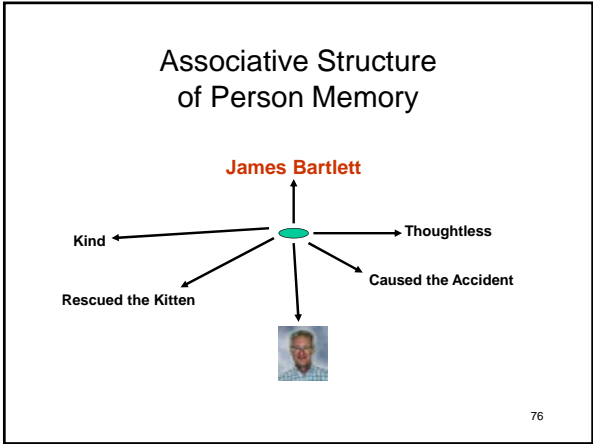 Associative Structure
of Person Memory
James Bartlett
Kind
Thoughtless
Rescued the Kitten
Caused the Accident
76